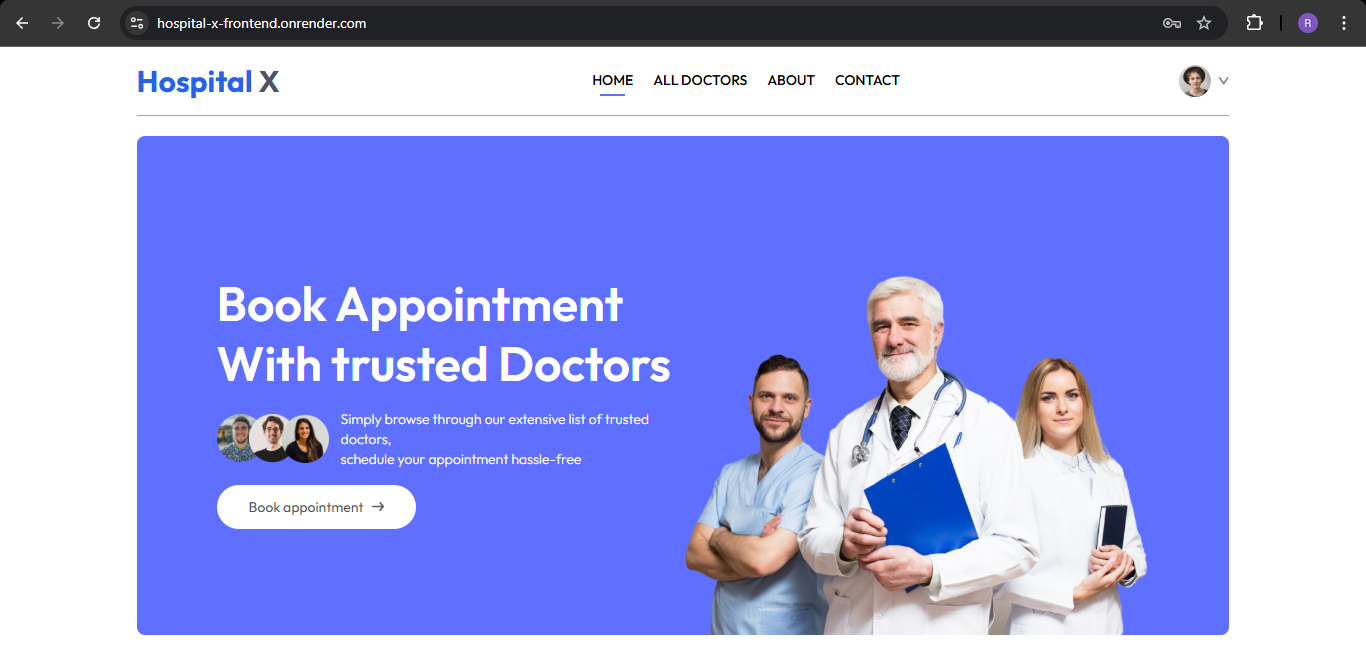 hospital-x-frontend.onrender.com
R
Hospital X
HOME ALL DOCTORS ABOUT CONTACT
Book Appointment
With trusted Doctors
Simply browse through our extensive list of trusted
doctors,
schedule your appointment hassle-free
Book appointment →